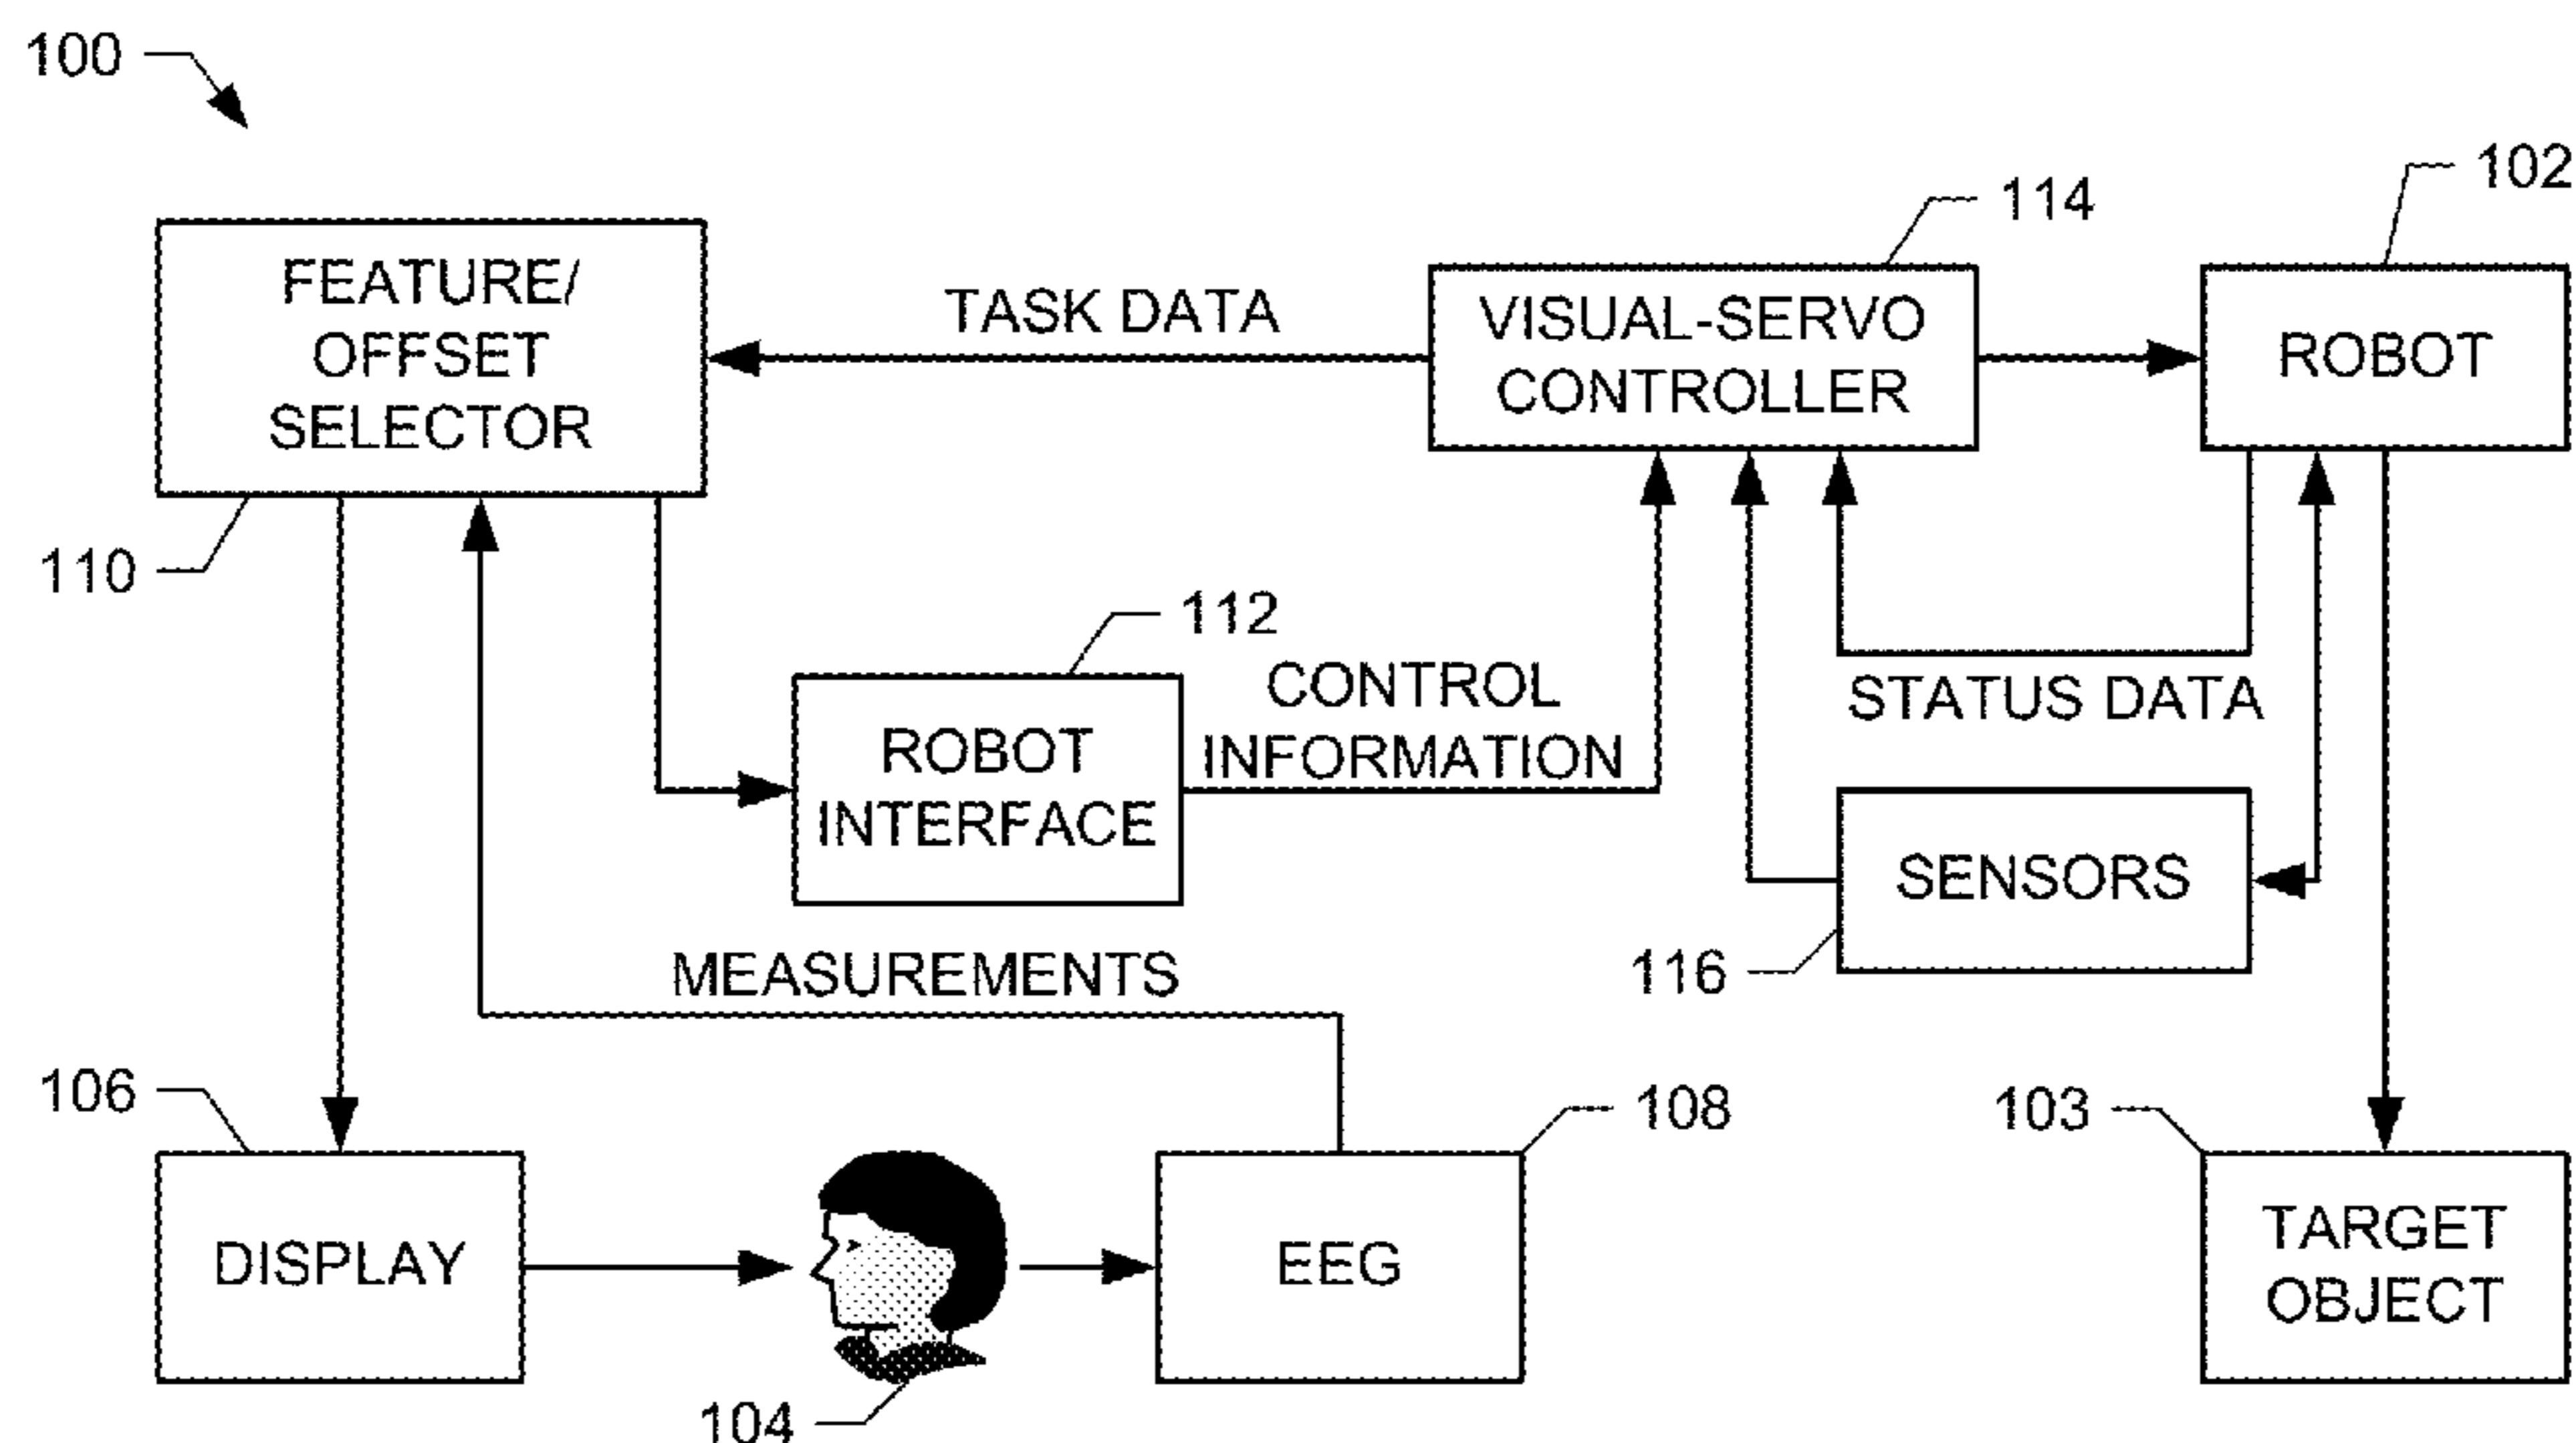 100
102
114
FEATURE/
OFFSET
SELECTOR
TASK DATA
VISUAL-SERVO
CONTROLLER
ROBOT
110
112
CONTROL
INFORMATION
STATUS DATA
ROBOT
INTERFACE
SENSORS
MEASUREMENTS
116
106
108
103
DISPLAY
EEG
TARGET
OBJECT
104